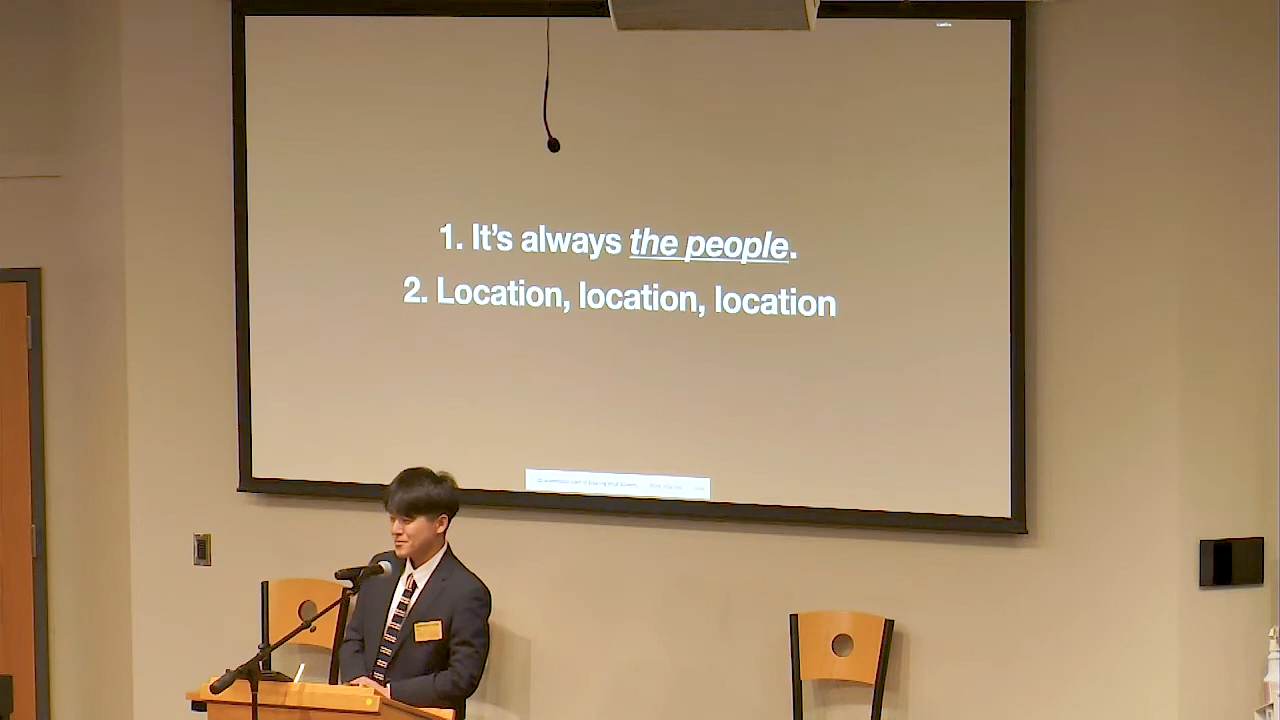 1. It's always the people.
2. Location, location, location